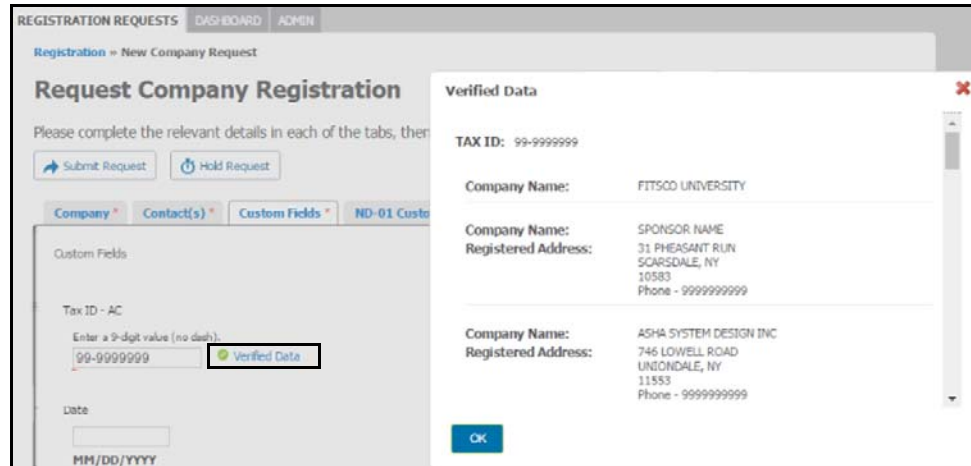 REGISTRATION REQUESTS DASHBOARD ADMIN
Registration » New Company Request
Request Company Registration
Please complete the relevant details in each of the tabs, then
Submit Request Hold Request
Company * Contact(s) * Custom Fields * ND-01 Custo
Custom Fields
Tax ID - AC
Enter a 9-digit value (no dash).
99-9999999 Verified Data
Date
MM/DD/YYYY
Verified Data
TAX ID: 99-9999999
Company Name: FITSCO UNIVERSITY
Company Name: SPONSOR NAME
Registered Address: 31 PHEASANT RUN
SCARSDALE, NY
10583
Phone - 9999999999
Company Name: ASHA SYSTEM DESIGN INC
Registered Address: 746 LOWELL ROAD
UNIONDALE, NY
11553
Phone - 9999999999
OK